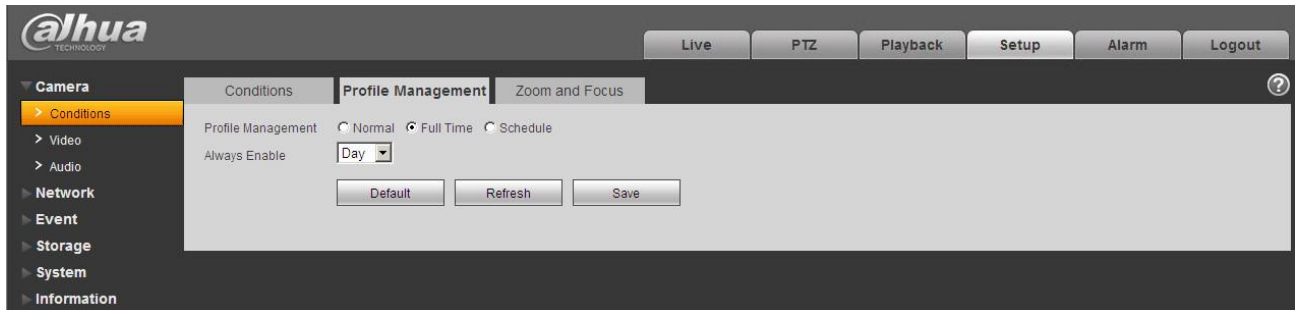 alhua
TECHNOLOGY
Live PTZ Playback Setup Alarm Logout
?
Camera
> Conditions
> Video
> Audio
Network
Event
Storage
System
Information
Conditions Profile Management Zoom and Focus
Profile Management Normal Full Time Schedule
Always Enable Day
Default Refresh Save